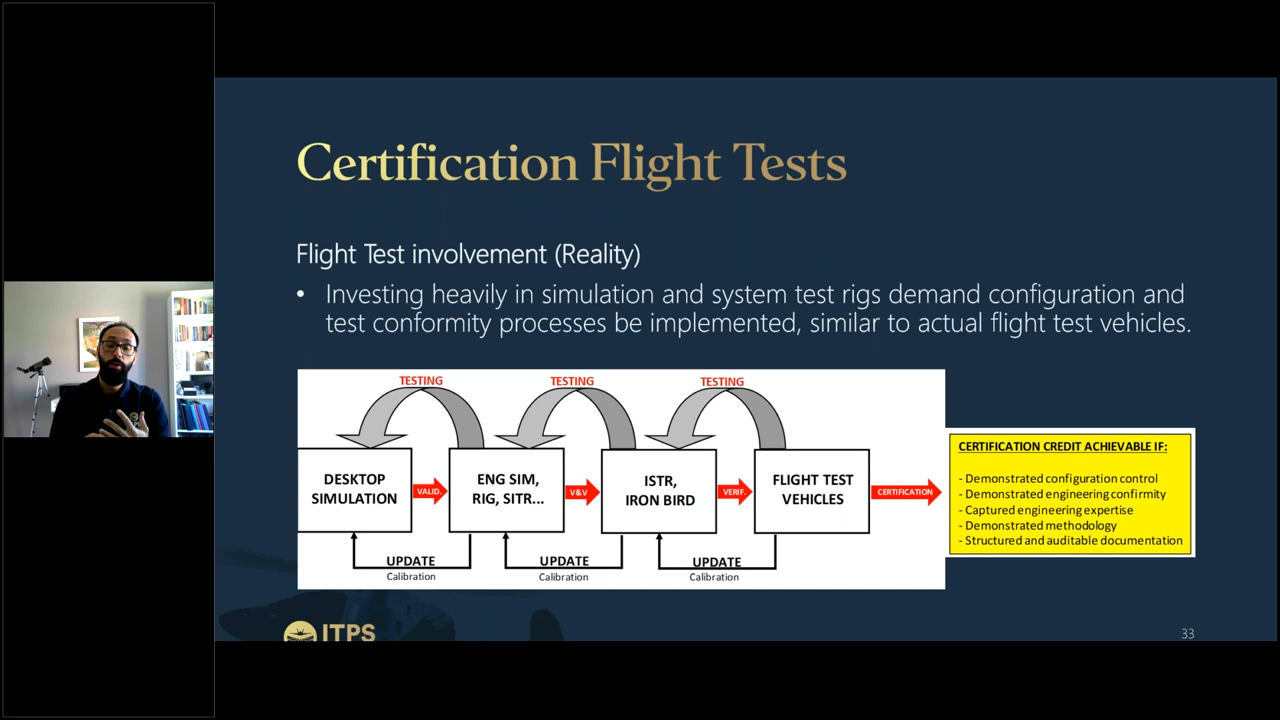 Certification Flight Tests
Flight Test involvement (Reality)
• Investing heavily in simulation and system test rigs demand configuration and
test conformity processes be implemented, similar to actual flight test vehicles.
TESTING
TESTING
TESTING
DESKTOP
SIMULATION
VALID.
ENG SIM,
RIG, SITR...
V&V
ISTR,
IRON BIRD
VERIF.
FLIGHT TEST
VEHICLES
CERTIFICATION
UPDATE
Calibration
UPDATE
Calibration
UPDATE
Calibration
CERTIFICATION CREDIT ACHIEVABLE IF:
- Demonstrated configuration control
- Demonstrated engineering confirmity
- Captured engineering expertise
- Demonstrated methodology
- Structured and auditable documentation
ITPS
33